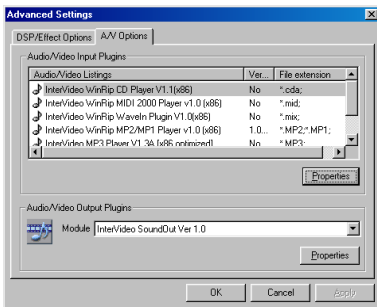 Advanced Settings
DSP/Effect Options A/V Options
Audio/Video Input Plugins
Audio/Video Listings Ver... File extension
InterVideo WinRip CD Player V1.1(x86) No *.cda;
InterVideo WinRip MIDI 2000 Player v1.0 (x86) No *.mid;
InterVideo WinRip WaveIn Plugin V1.0(x86) No *.mix;
InterVideo WinRip MP2/MP1 Player v1.0 (x86) 1.0... *.MP2;*.MP1;
InterVideo MP3 Player V1.3A (x86 optimized) No *.MP3;
Properties
Audio/Video Output Plugins
Module InterVideo SoundOut Ver 1.0
Properties
OK Cancel Apply